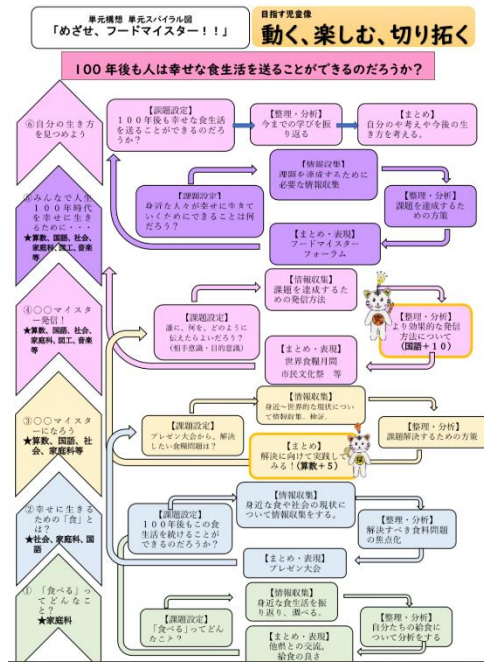 単元構想 単元スパイラル図
「めざせ、フードマイスター！！」
目指す児童像
動く、楽しむ、切り拓く
100年後も人は幸せな食生活を送ることができるのだろうか？
⑥自分の生き方
を見つめよう
【課題設定】
100年後も幸せな食生活
を送ることができるのだろ
うか？
【整理・分析】
今までの学びを振
り返る
【まとめ】
自分のや考えや今後の生
き方を考える。
⑤みんなで人生
100年時代を
幸せに生き
るために・・・
★算数、国語、社会、
家庭科、図工、音楽
等
【課題設定】
身近な人々が幸せに生きて
いくためにできることは何
だろう？
【情報収集】
課題を達成するために
必要な情報収集
【整理・分析】
課題を達成するた
めの方策
【まとめ・表現】
フードマイスター
フォーラム
④〇〇マイスタ
ー発信！
★算数、国語、社会、
家庭科、図工、音楽
等
【課題設定】
誰に、何を、どのように
伝えたらよいだろう？
（相手意識・目的意識）
【情報収集】
課題を達成するため
の発信方法
【整理・分析】
より効果的な発信
方法について
（国語＋10）
【まとめ・表現】
世界食糧月間
市民文化祭 等
③〇〇マイスタ
ーになろう
★算数、国語、社
会、家庭科等
【課題設定】
プレゼン大会から、解決
したい食糧問題は？
【情報収集】
身近～世界的な現状につい
て情報収集、検証。
【整理・分析】
課題解決するための方策
【まとめ】
解決に向けて実践して
みる！（算数＋5）
②幸せに生きる
ための「食」と
は？
★社会、家庭科、国
語
【課題設定】
100年後もこの食
生活を続けることが
できるのだろうか？
【情報収集】
身近な食や社会の現状に
ついて情報収集をする。
【整理・分析】
解決すべき食料問題
の焦点化
【まとめ・表現】
プレゼン大会
①「食べる」っ
てどんなこ
と？
★家庭科
【課題設定】
「食べる」ってどん
なこと？
【情報収集】
身近な食生活を振
り返り、調べる。
【整理・分析】
自分たちの給食に
ついて分析をする
【まとめ・表現】
他県との交流。
給食の良さ